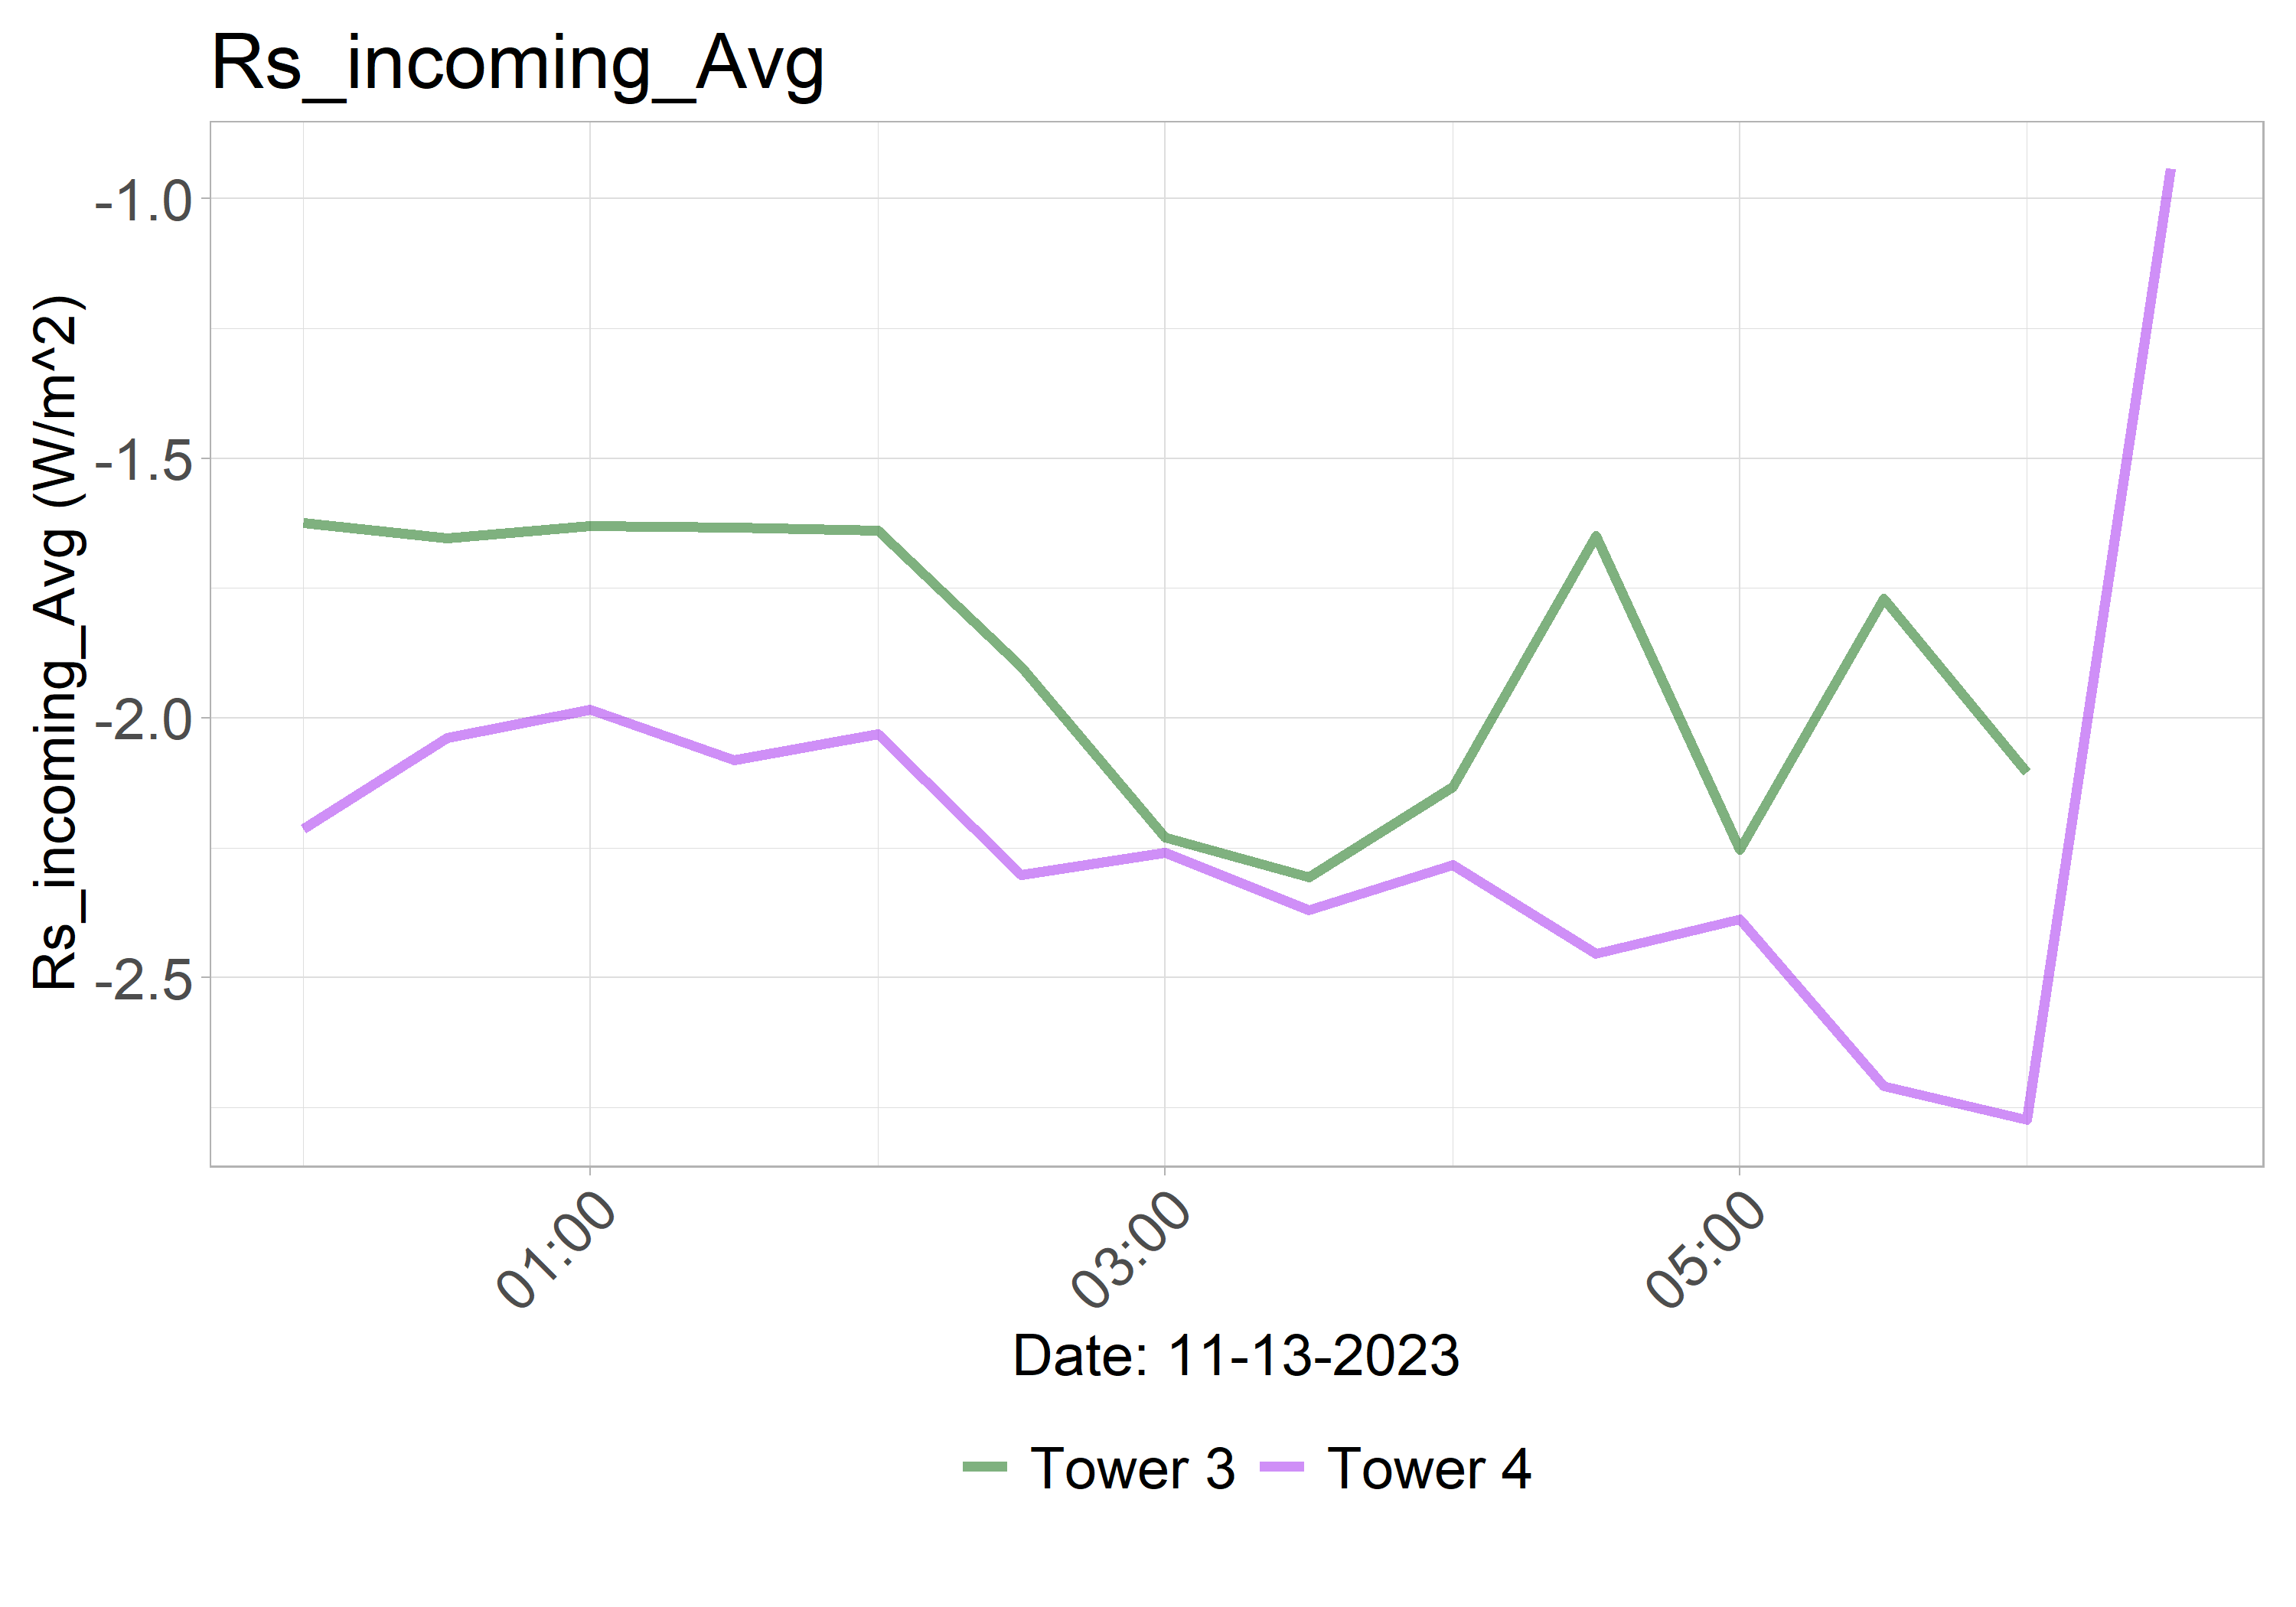 Rs_incoming_Avg
Rs_incoming_Avg (W/m^2)
-1.0
-1.5
-2.0
-2.5
01:00
03:00
05:00
Date: 11-13-2023
Tower 3
Tower 4